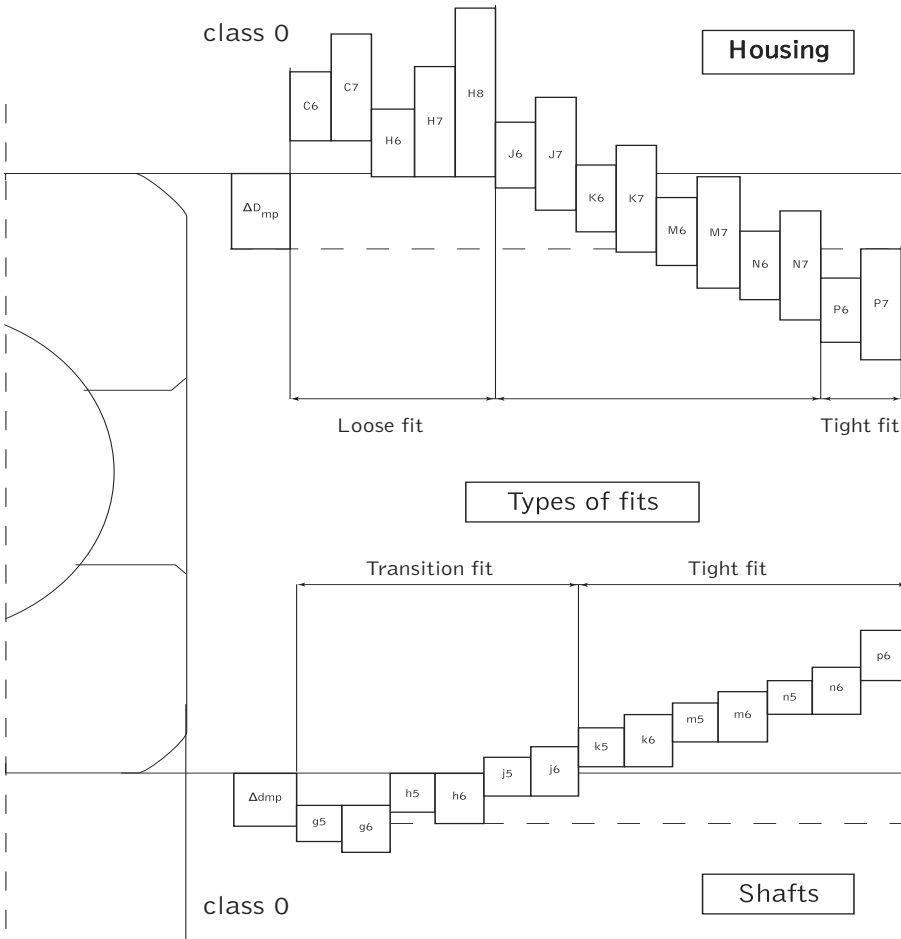 class 0
Housing
C6
C7
H6
H7
H8
J6
J7
K6
K7
M6
M7
N6
N7
P6
P7
ΔDmp
Loose fit
Tight fit
Types of fits
Transition fit
Tight fit
Δdmp
g5
g6
h5
h6
j5
j6
k5
k6
m5
m6
n5
n6
p6
class 0
Shafts